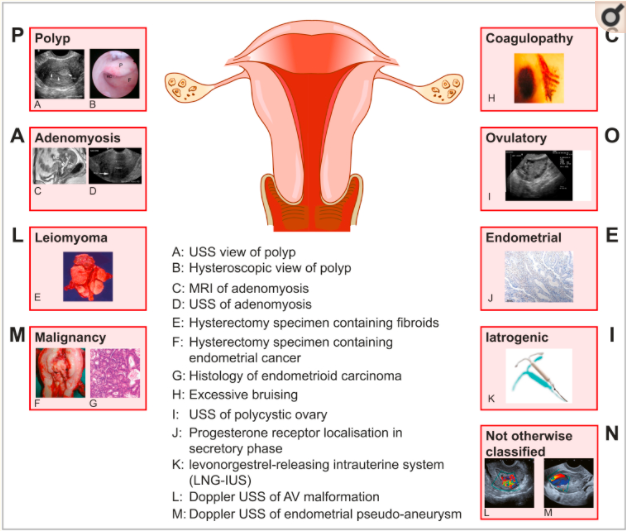 P
Polyp
P
F
A
B
A
Adenomyosis
C
D
L
Leiomyoma
E
M
Malignancy
F
G
C
Coagulopathy
H
O
Ovulatory
I
E
Endometrial
J
I
Iatrogenic
K
N
Not otherwise
classified
L
M
A: USS view of polyp
B: Hysteroscopic view of polyp
C: MRI of adenomyosis
D: USS of adenomyosis
E: Hysterectomy specimen containing fibroids
F: Hysterectomy specimen containing
endometrial cancer
G: Histology of endometrioid carcinoma
H: Excessive bruising
I: USS of polycystic ovary
J: Progesterone receptor localisation in
secretory phase
K: levonorgestrel-releasing intrauterine system
(LNG-IUS)
L: Doppler USS of AV malformation
M: Doppler USS of endometrial pseudo-aneurysm